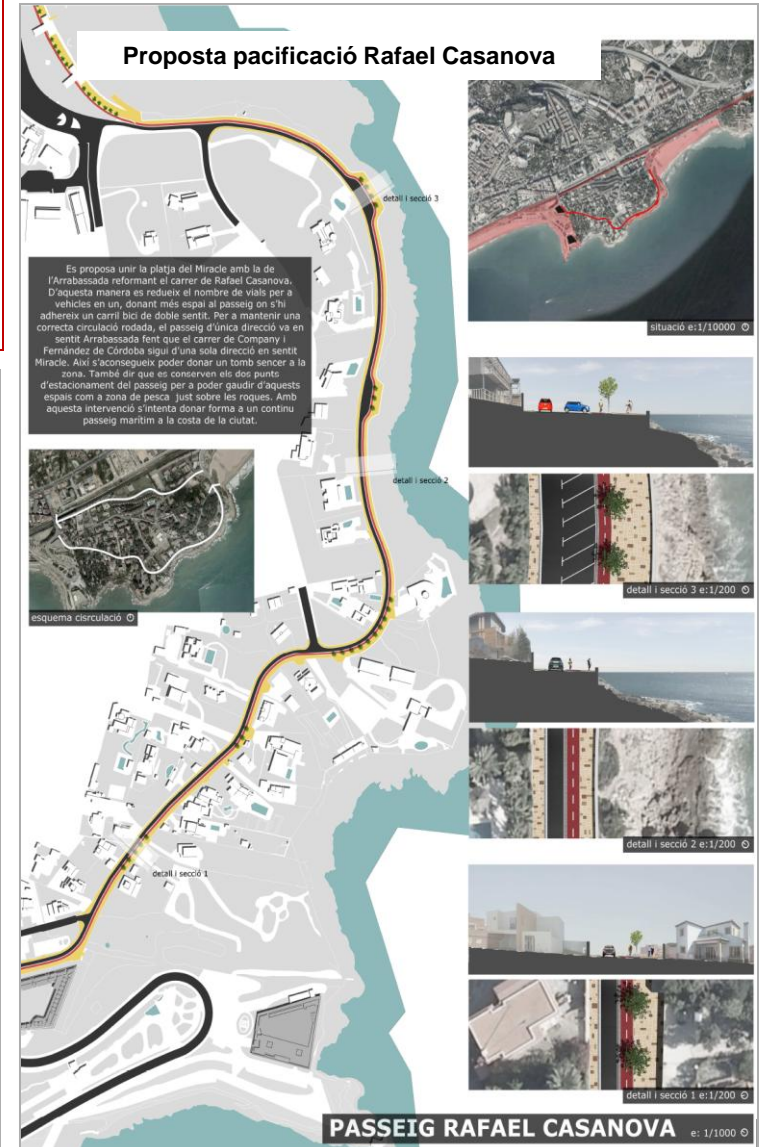 Proposta pacificació Rafael Casanova
detall i secció 3
situació e:1/10000
Es proposa unir la platja del Miracle amb la de
l'Arrabassada reformant el carrer de Rafael Casanova.
D'aquesta manera es redueix el nombre de vials per a
vehicles en un, donant més espai al passeig on s'hi
adhereix un carril bici de doble sentit. Per a mantenir una
correcta circulació rodada, el passeig d'única direcció va en
sentit Arrabassada fent que el carrer de Company i
Fernández de Córdoba sigui d'una sola direcció en sentit
Miracle. Així s'aconsegueix poder donar un tomb sencer a la
zona. També dir que es conserven els dos punts
d'estacionament del passeig per a poder gaudir d'aquests
espais com a zona de pesca just sobre les roques. Amb
aquesta intervenció s'intenta donar forma a un continu
passeig marítim a la costa de la ciutat.
detall i secció 2
detall i secció 3 e:1/200
esquema cisrculació
detall i secció 2 e:1/200
detall i secció 1
detall i secció 1 e:1/200
PASSEIG RAFAEL CASANOVA e: 1/1000